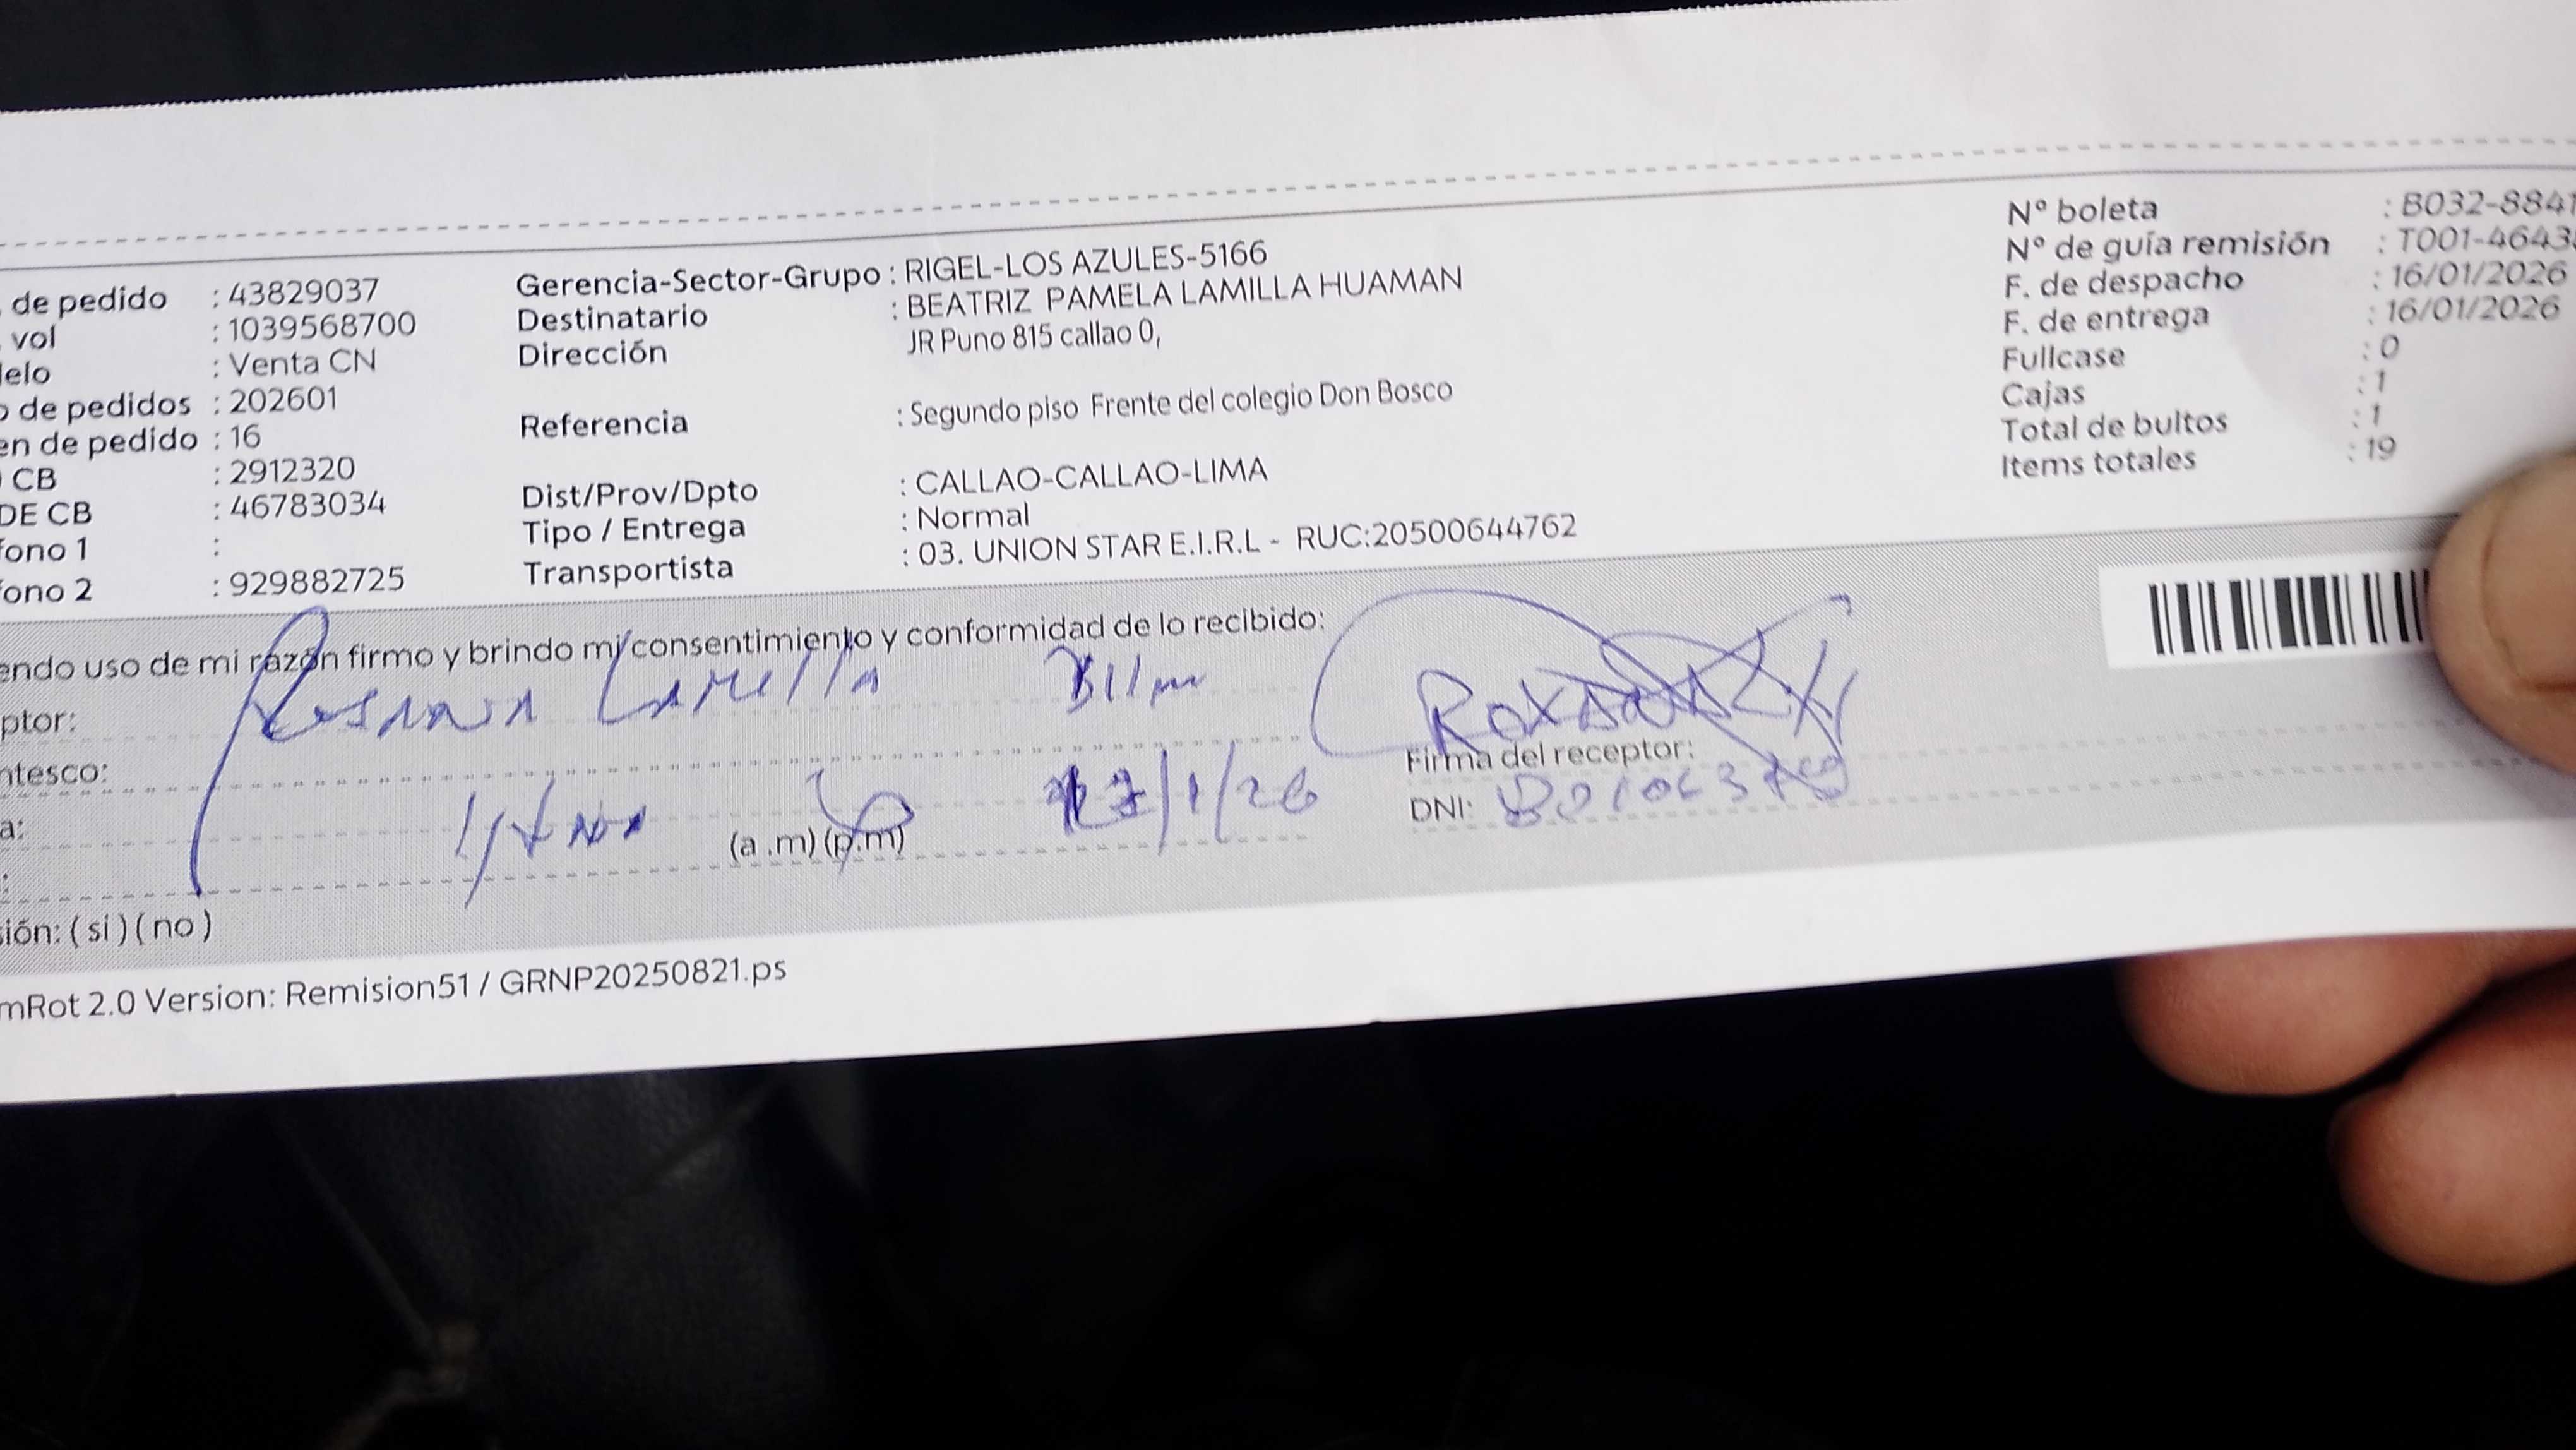 de pedido : 43829037
vol : 1039568700
elo : Venta CN
de pedidos : 202601
en de pedido : 16
CB : 2912320
DE CB : 46783034
fono 1 :
fono 2 : 929882725
Gerencia-Sector-Grupo : RIGEL-LOS AZULES-5166
Destinatario : BEATRIZ PAMELA LAMILLA HUAMAN
Dirección JR Puno 815 callao 0,
Referencia : Segundo piso Frente del colegio Don Bosco
Dist/Prov/Dpto : CALLAO-CALLAO-LIMA
Tipo / Entrega : Normal
Transportista : 03. UNION STAR E.I.R.L - RUC:20500644762
Nº boleta : B032-8841
Nº de guía remisión : T001-4643
F. de despacho : 16/01/2026
F. de entrega : 16/01/2026
Fullcase : 0
Cajas : 1
Total de bultos : 1
Items totales : 19
endo uso de mi razón firmo y brindo mi consentimiento y conformidad de lo recibido:
ptor:
ntesco:
a: (a .m) (p.m) /1/26
Firma del receptor:
DNI:
sión: ( si ) ( no )
mRot 2.0 Version: Remision51 / GRNP20250821.ps